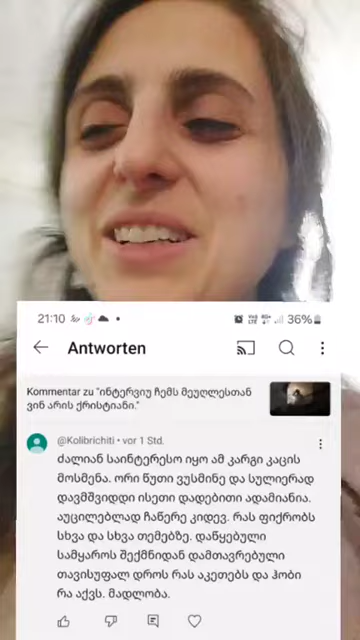 21:10
36%
Antworten
Kommentar zu "ინტერვიუ ჩემს მეუღლესთან
ვინ არის ქრისტიანი."
@Kolibrichiti • vor 1 Std.
ძალიან საინტერესო იყო ამ კარგი კაცის
მოსმენა. ორი წუთი ვუსმინე და სულიერად
დავმშვიდდი ისეთი დადებითი ადამიანია.
აუცილებლად ჩაწერე კიდევ. რას ფიქრობს
სხვა და სხვა თემებზე. დაწყებული
სამყაროს შექმნიდან დამთავრებული
თავისუფალ დროს რას აკეთებს და ჰობი
რა აქვს. მადლობა.